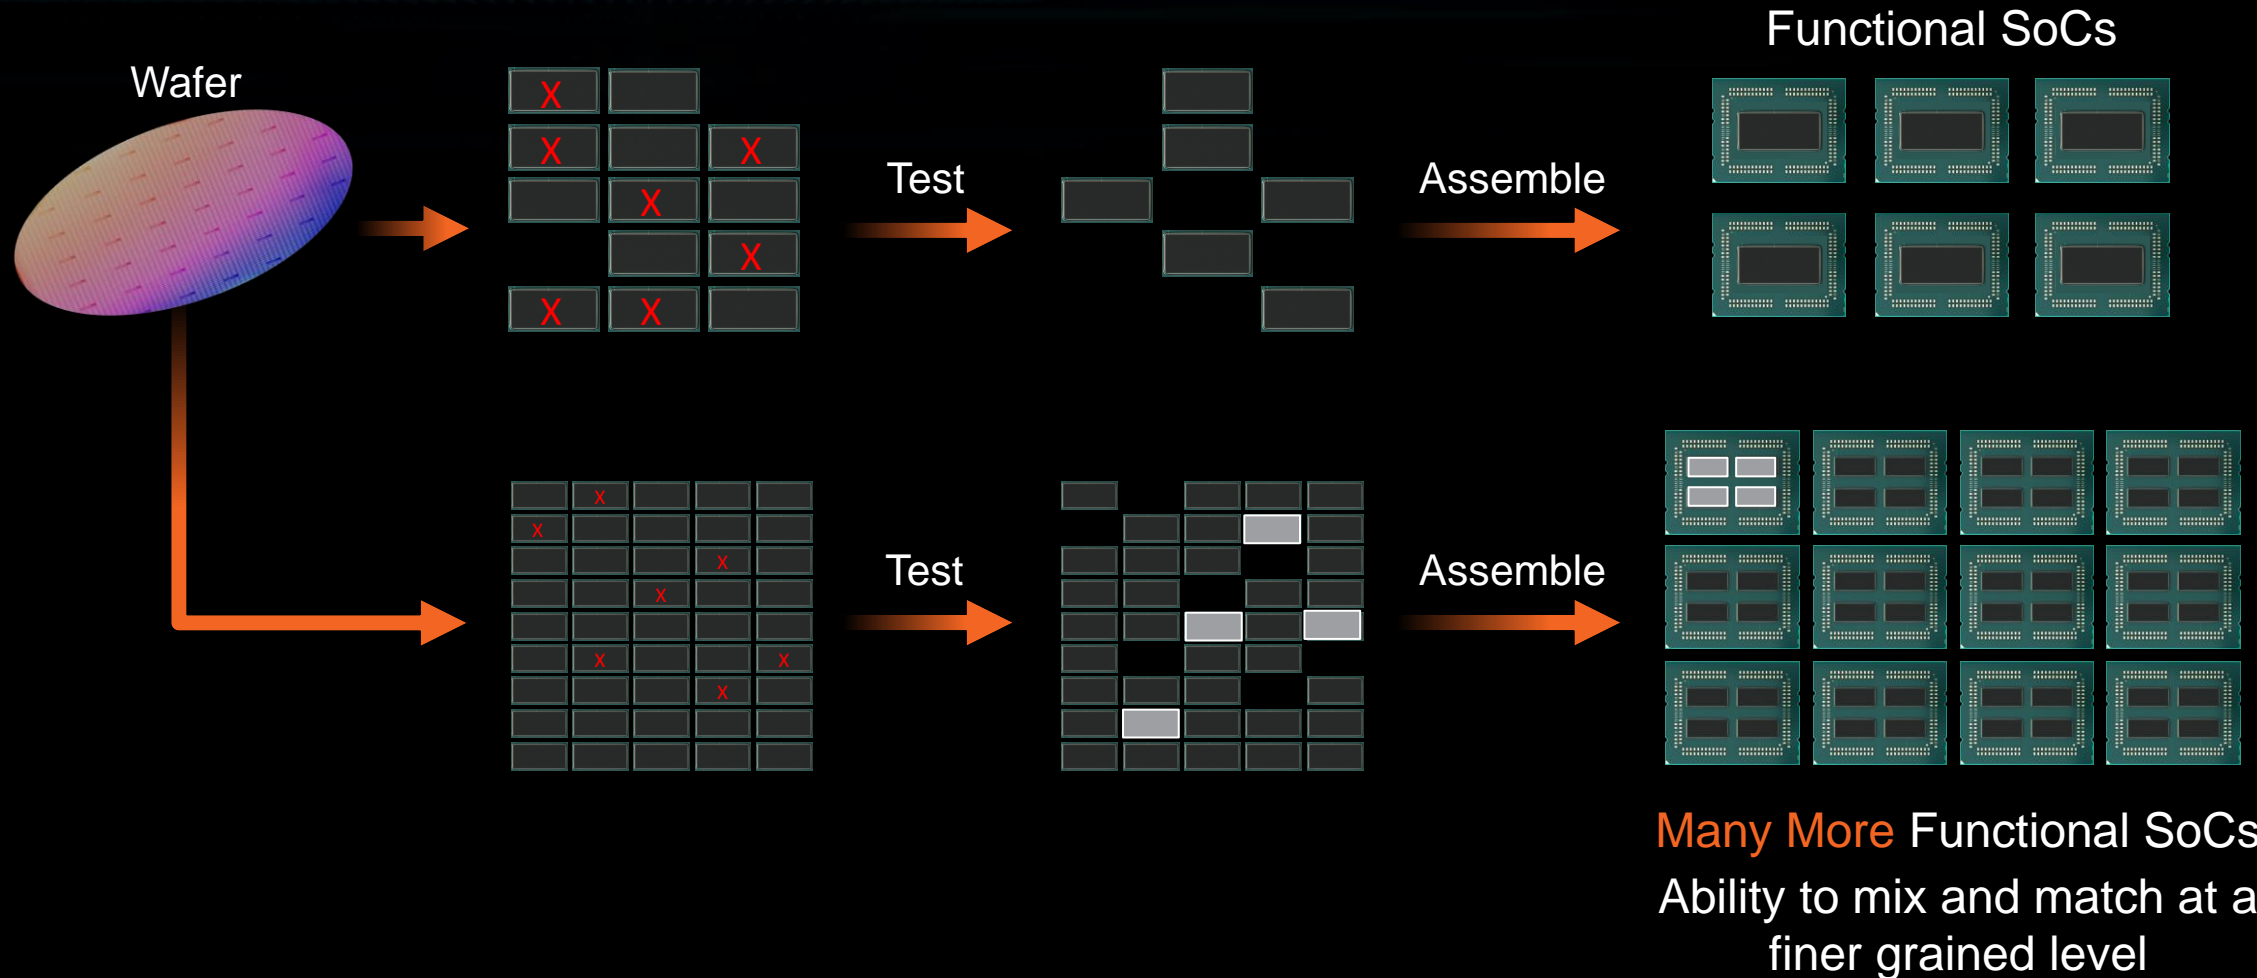 Functional SoCs
Wafer
X
X X
Test
Assemble
X
X
X X
X
X
X
Test
Assemble
X
X X
X
Many More Functional SoCs
Ability to mix and match at a
finer grained level